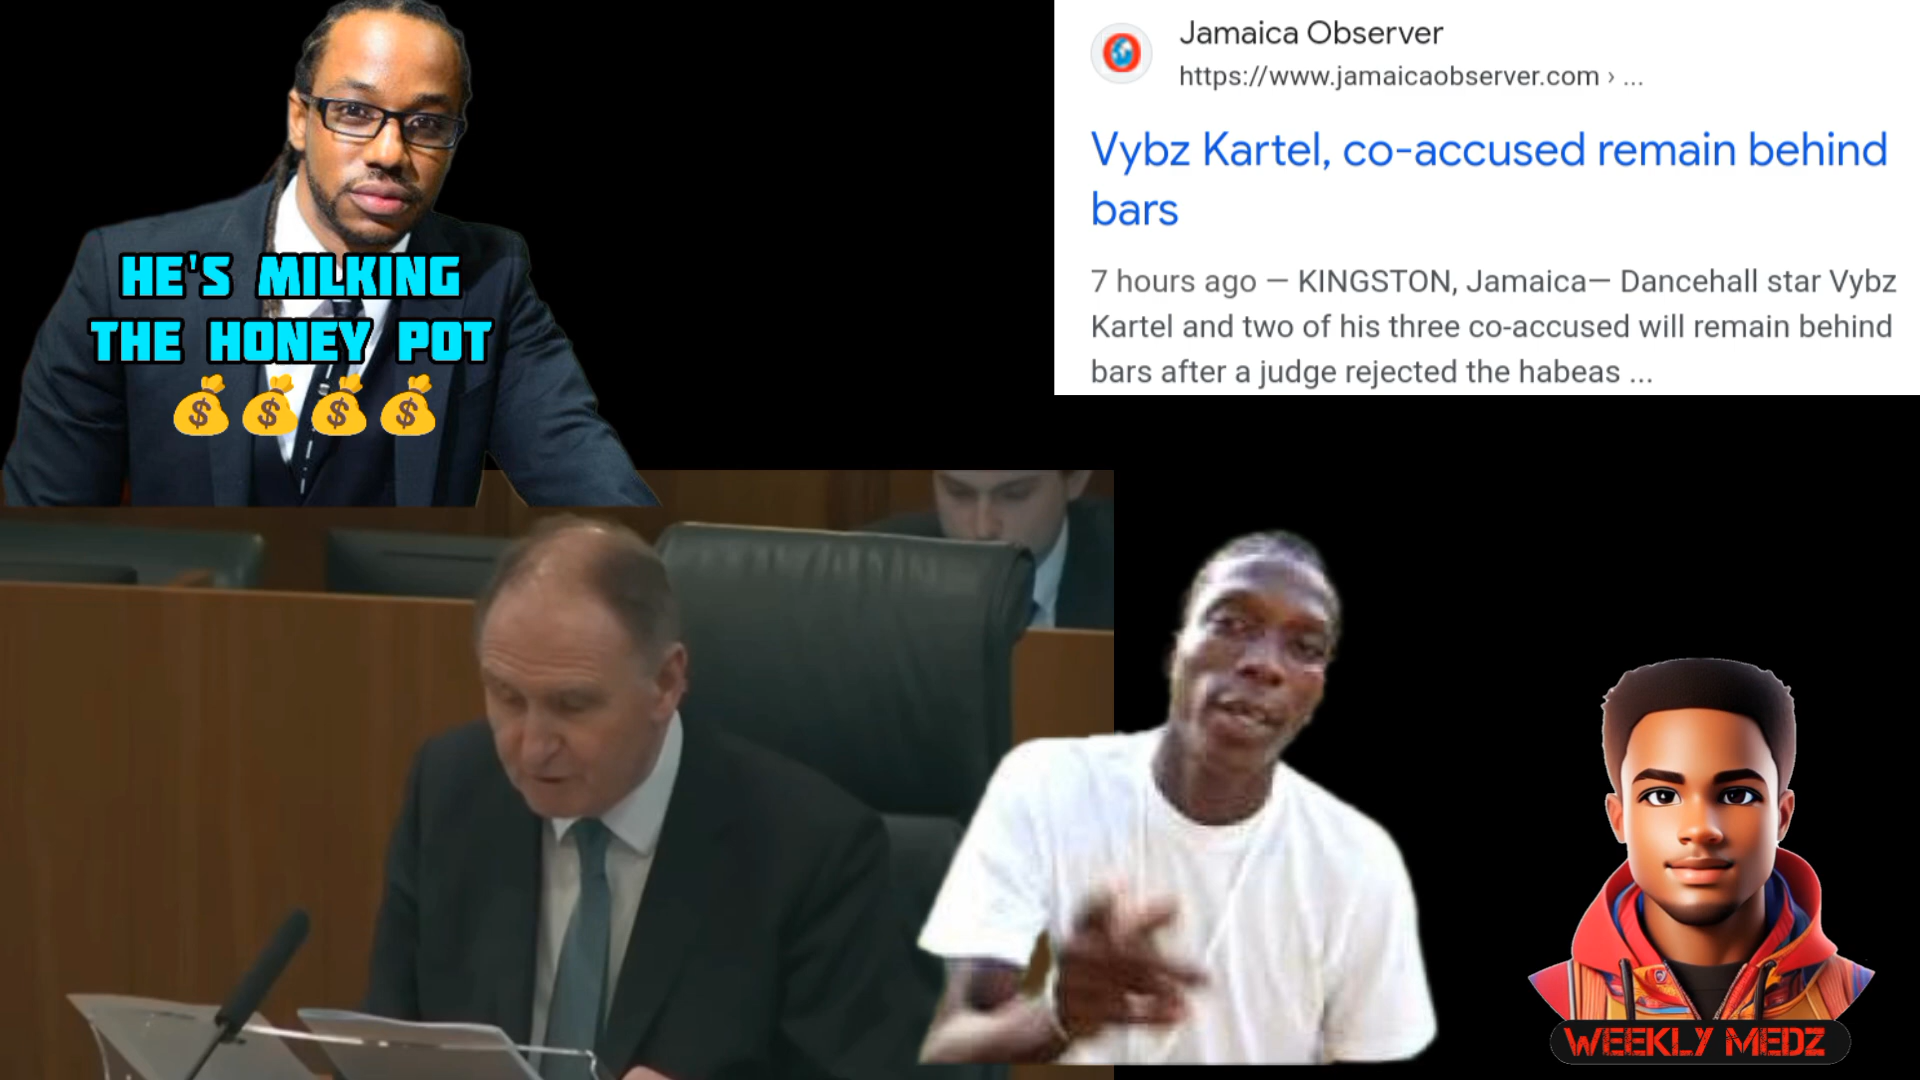 HE'S MILKING
THE HONEY POT
Jamaica Observer
https://www.jamaicaobserver.com › ...
Vybz Kartel, co-accused remain behind
bars
7 hours ago — KINGSTON, Jamaica— Dancehall star Vybz
Kartel and two of his three co-accused will remain behind
bars after a judge rejected the habeas ...
WEEKLY MEDZ